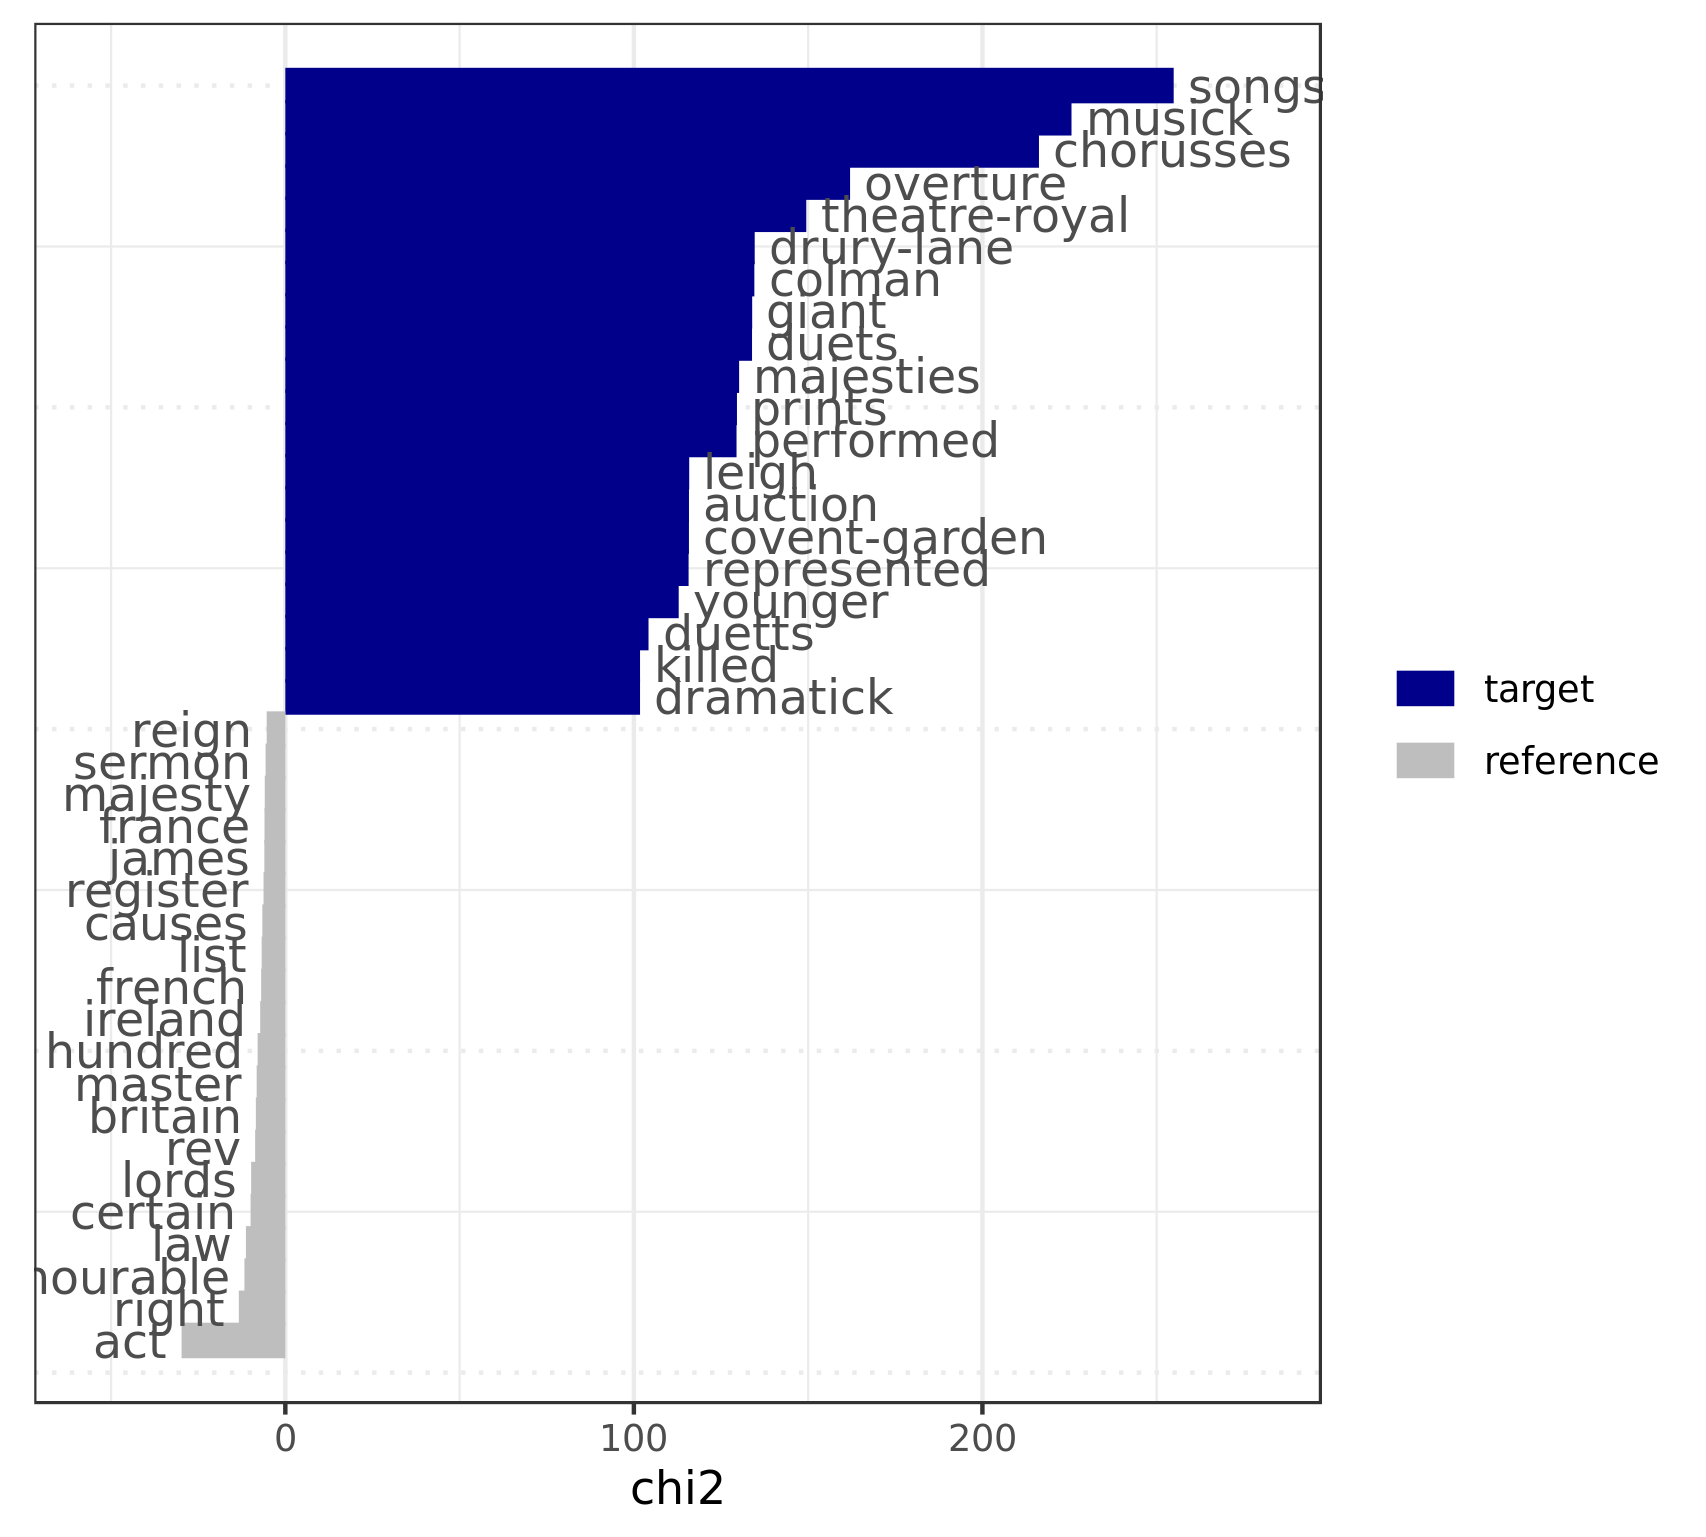 songs
musick
chorusses
overture
theatre-royal
drury-lane
colman
giant
duets
majesties
prints
performed
leigh
auction
covent-garden
represented
younger
duetts
killed
dramatick
reign
sermon
majesty
france
james
register
causes
list
french
ireland
hundred
master
britain
rev
lords
certain
law
nourable
right
act
target
reference
0 100 200
chi2